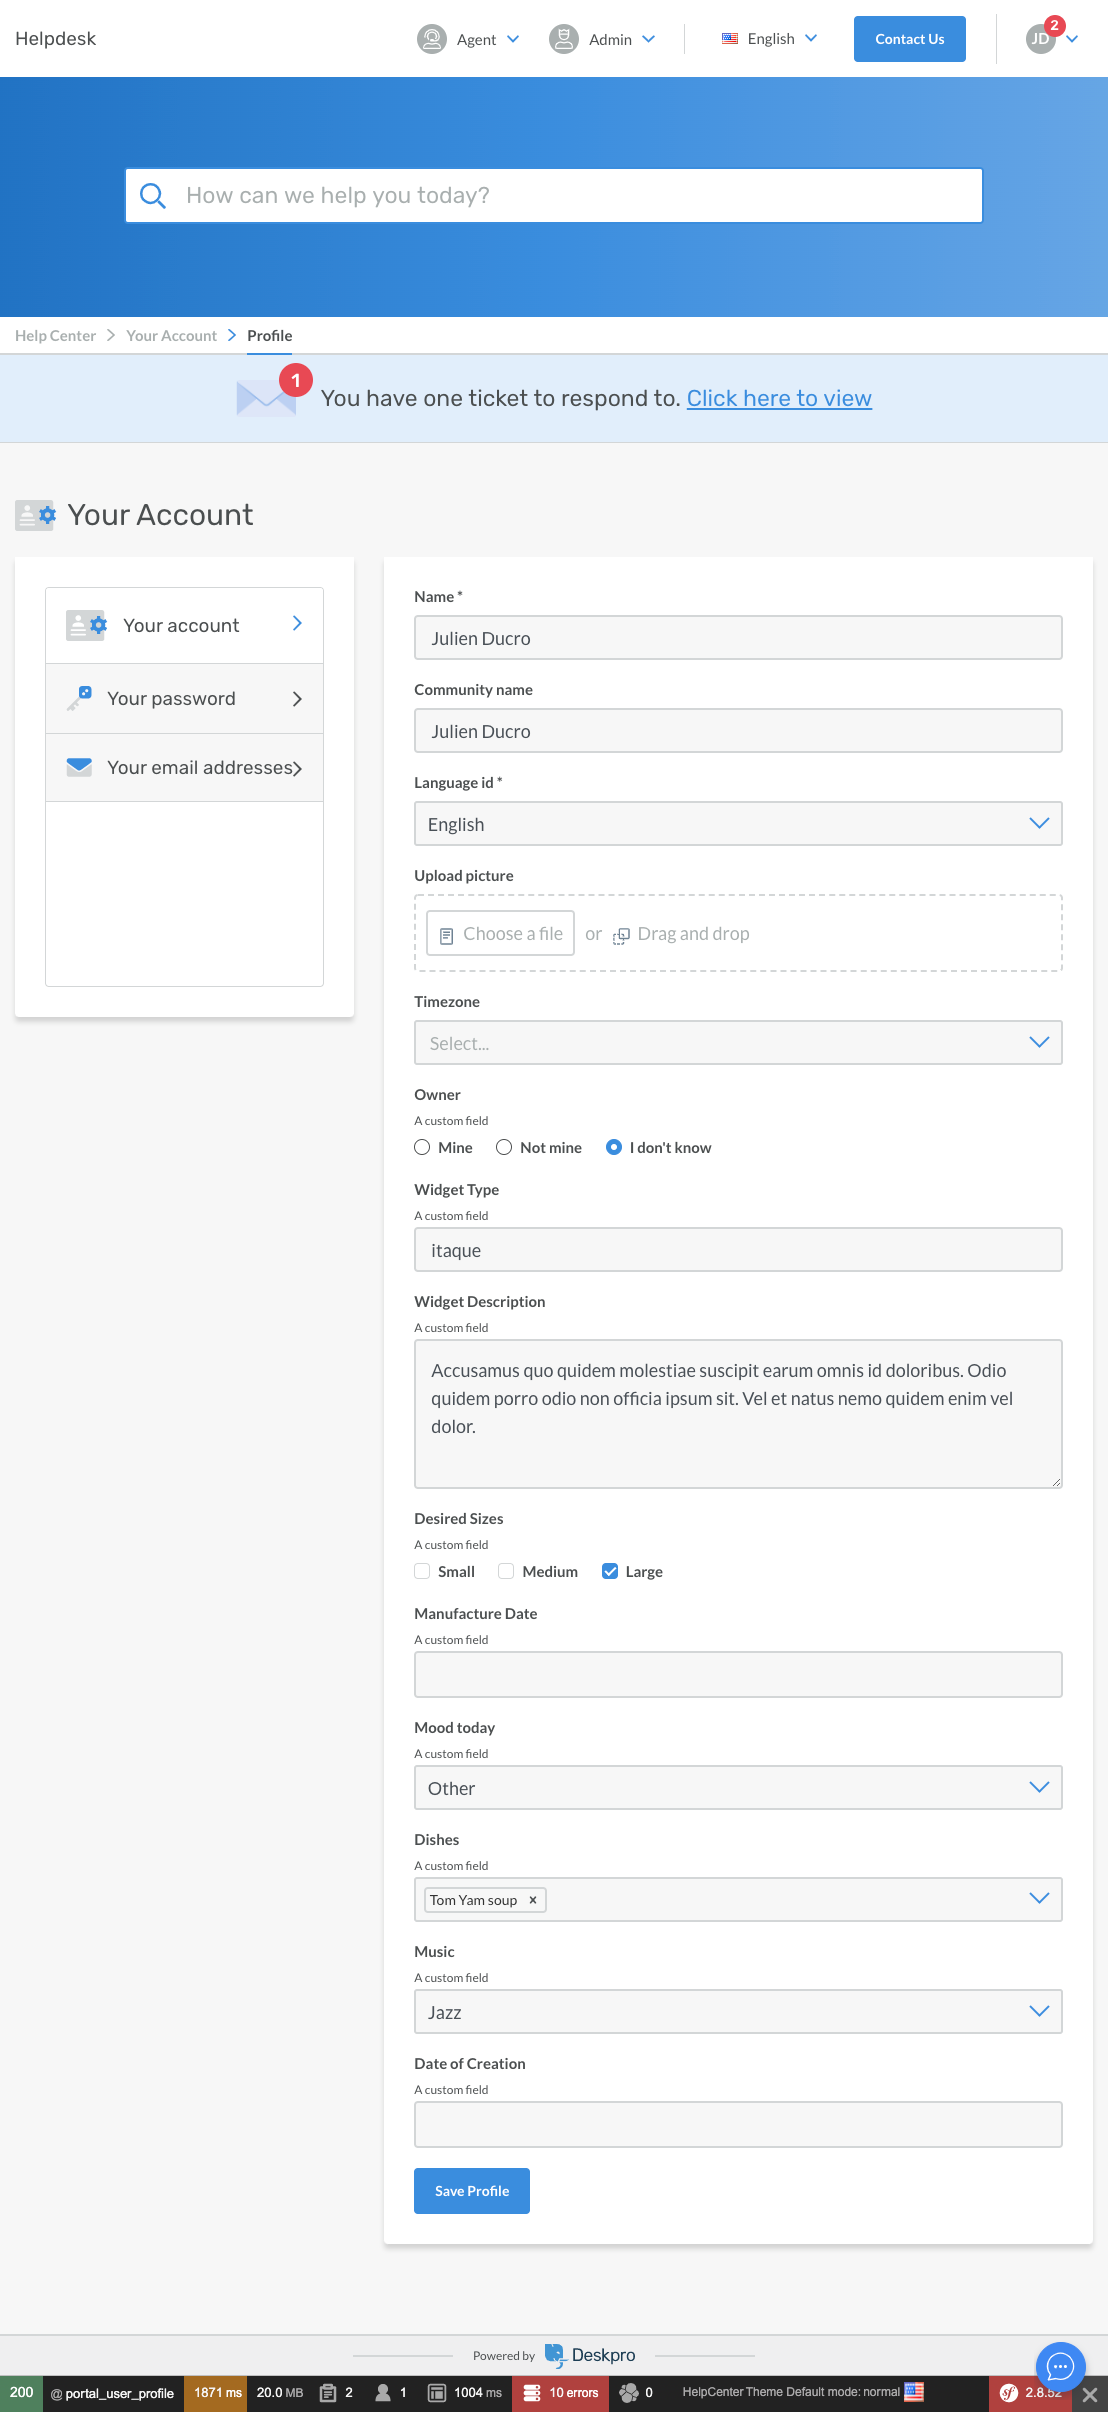 Helpdesk
Agent
Admin
English
Contact Us
JD
2
How can we help you today?
Help Center
Your Account
Profile
1
You have one ticket to respond to. Click here to view
Your Account
Your account
Your password
Your email addresses
Name *
Julien Ducro
Community name
Julien Ducro
Language id *
English
Upload picture
Choose a file or Drag and drop
Timezone
Select...
Owner
A custom field
Mine Not mine I don't know
Widget Type
A custom field
itaque
Widget Description
A custom field
Accusamus quo quidem molestiae suscipit earum omnis id doloribus. Odio
quidem porro odio non officia ipsum sit. Vel et natus nemo quidem enim vel
dolor.
Desired Sizes
A custom field
Small Medium Large
Manufacture Date
A custom field
Mood today
A custom field
Other
Dishes
A custom field
Tom Yam soup ×
Music
A custom field
Jazz
Date of Creation
A custom field
Save Profile
Powered by Deskpro
200 @ portal_user_profile 1871 ms 20.0 MB 2 1 1004 ms 10 errors 0 HelpCenter Theme Default mode: normal sf 2.8.52